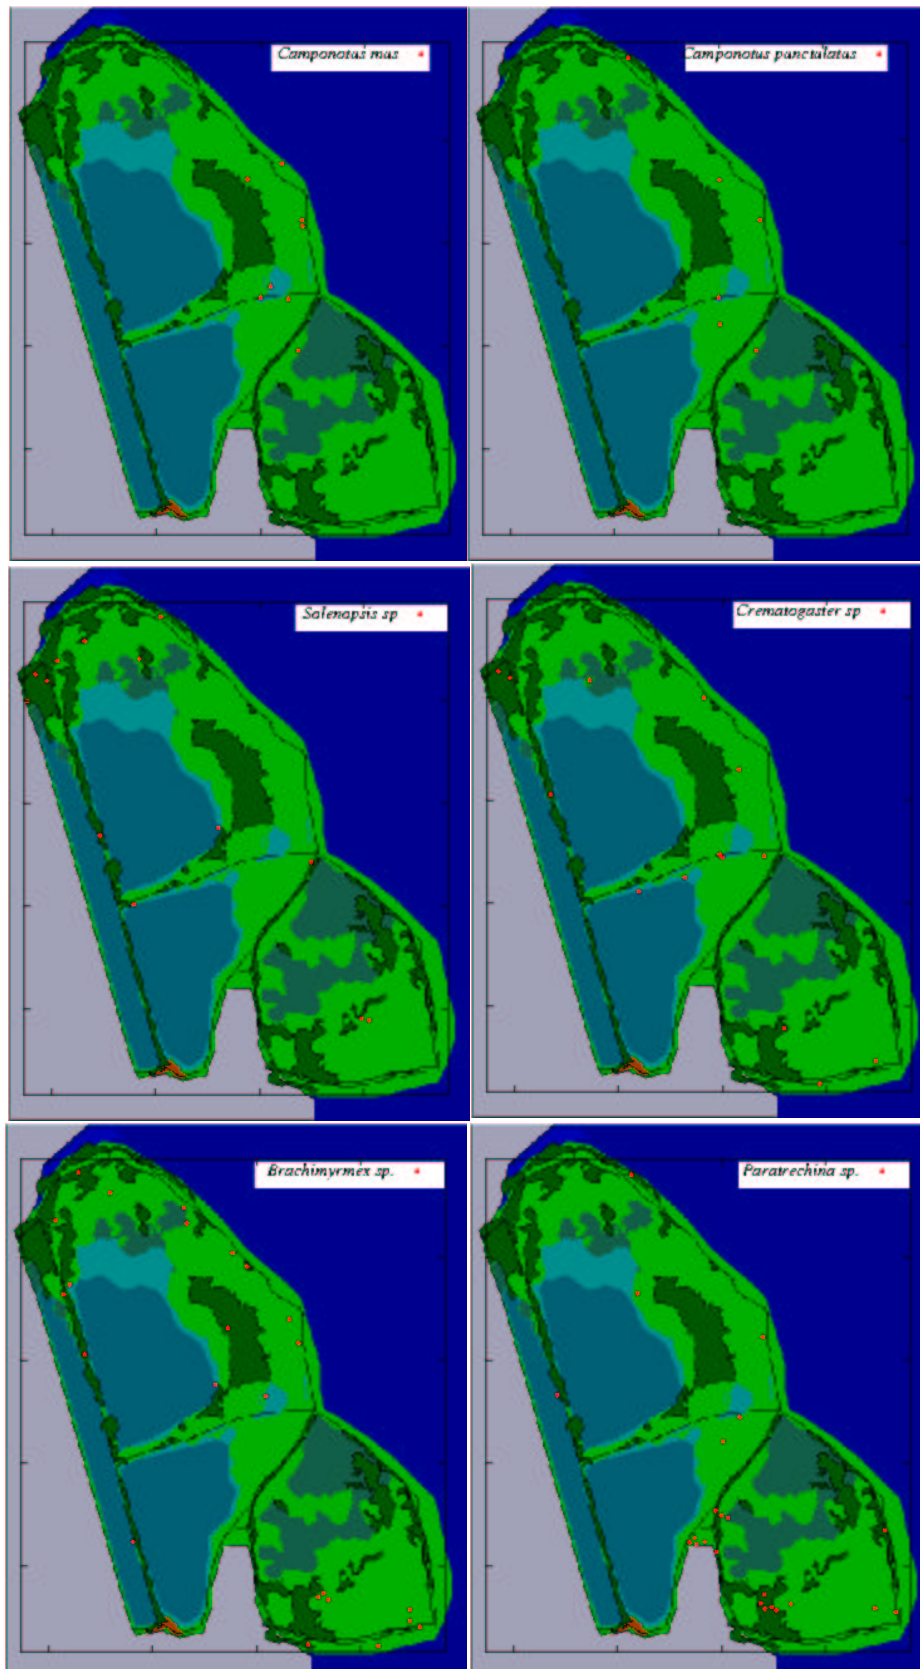 Camponotus mus
Camponotus punctulatus
Solenopsis sp
Crematogaster sp
Brachimyrmex sp.
Paratrechina sp.